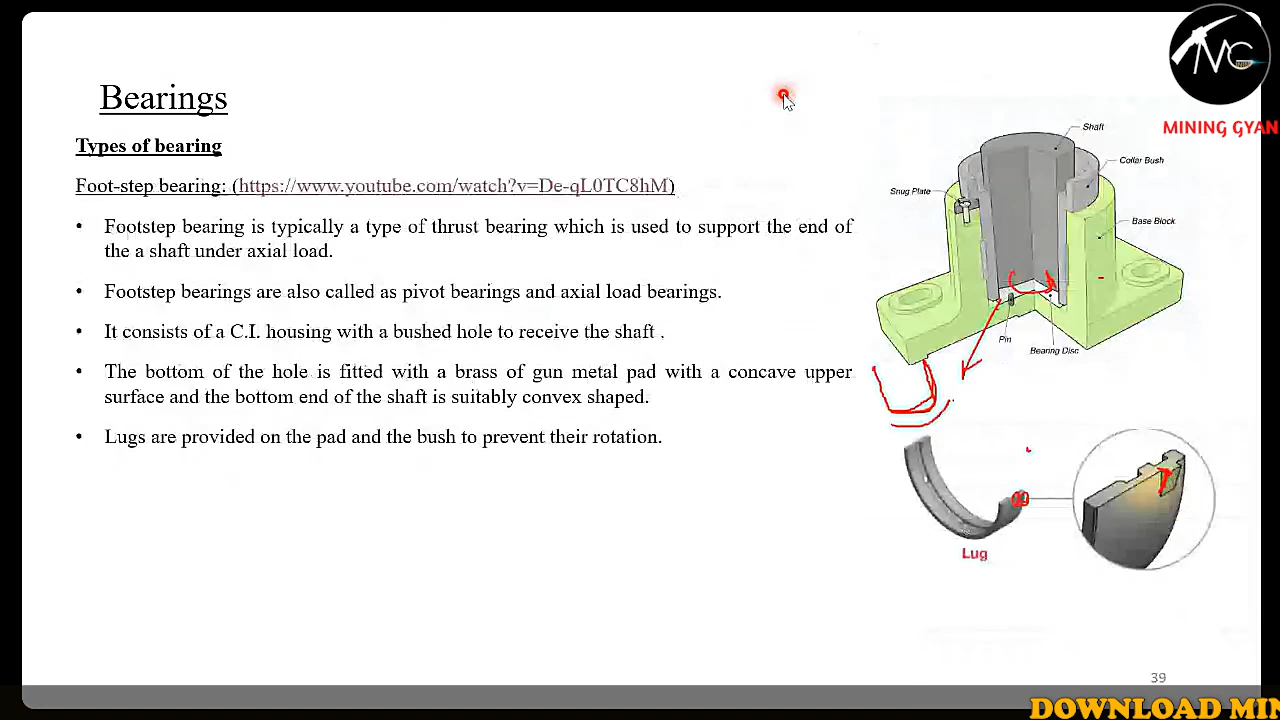 MG
MINING GYAN
Bearings
Types of bearing
Foot-step bearing: (https://www.youtube.com/watch?v=De-qL0TC8hM)
• Footstep bearing is typically a type of thrust bearing which is used to support the end of
the a shaft under axial load.
• Footstep bearings are also called as pivot bearings and axial load bearings.
• It consists of a C.I. housing with a bushed hole to receive the shaft .
• The bottom of the hole is fitted with a brass of gun metal pad with a concave upper
surface and the bottom end of the shaft is suitably convex shaped.
• Lugs are provided on the pad and the bush to prevent their rotation.
Shaft
Collar Bush
Snug Plate
Base Block
Pin
Bearing Disc
Lug
39
DOWNLOAD MIN